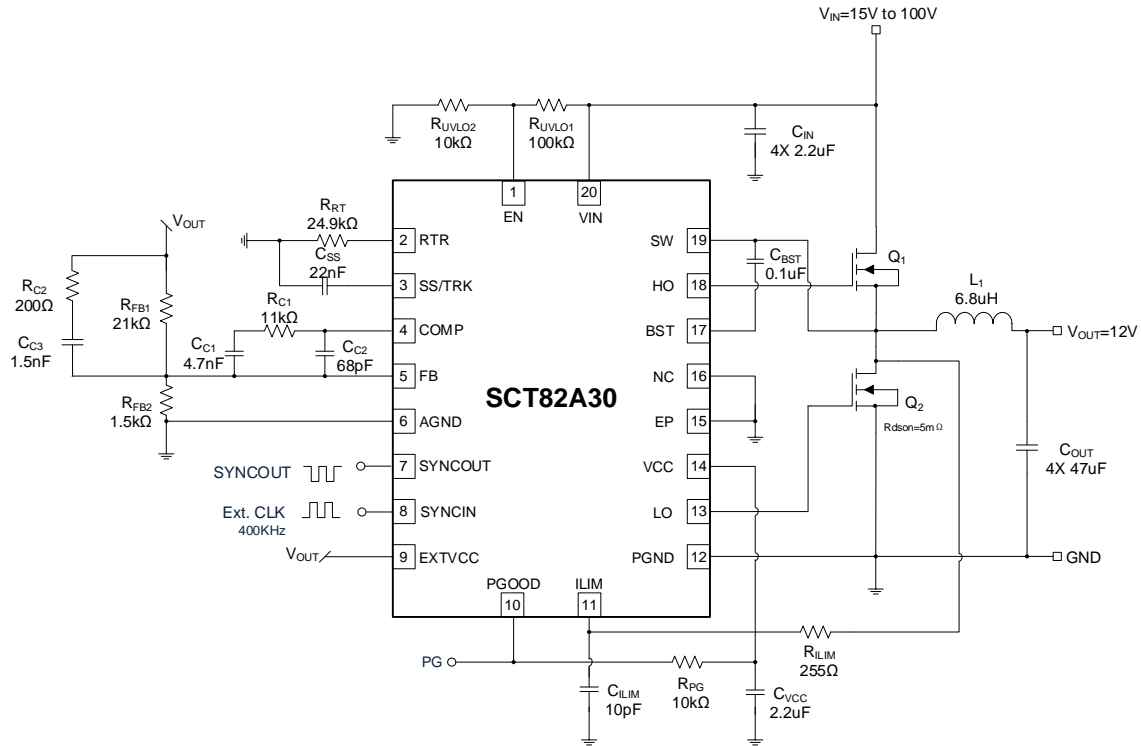 VIN=15V to 100V
RUVLO2
10kΩ
RUVLO1
100kΩ
CIN
4X 2.2uF
1
EN
20
VIN
VOUT
RRT
24.9kΩ
2
RTR
CSS
22nF
3
SS/TRK
RC2
200Ω
RFB1
21kΩ
RC1
11kΩ
4
COMP
CC3
1.5nF
CC1
4.7nF
CC2
68pF
5
FB
RFB2
1.5kΩ
6
AGND
SYNCOUT
7
SYNCOUT
Ext. CLK
400KHz
8
SYNCIN
VOUT
9
EXTVCC
SCT82A30
SW
19
CBST
0.1uF
Q1
HO
18
L1
6.8uH
BST
17
VOUT=12V
NC
16
Q2
Rdson=5mΩ
EP
15
VCC
14
COUT
4X 47uF
LO
13
PGND
12
GND
PGOOD
10
ILIM
11
PG
RILIM
255Ω
RPG
10kΩ
CILIM
10pF
CVCC
2.2uF